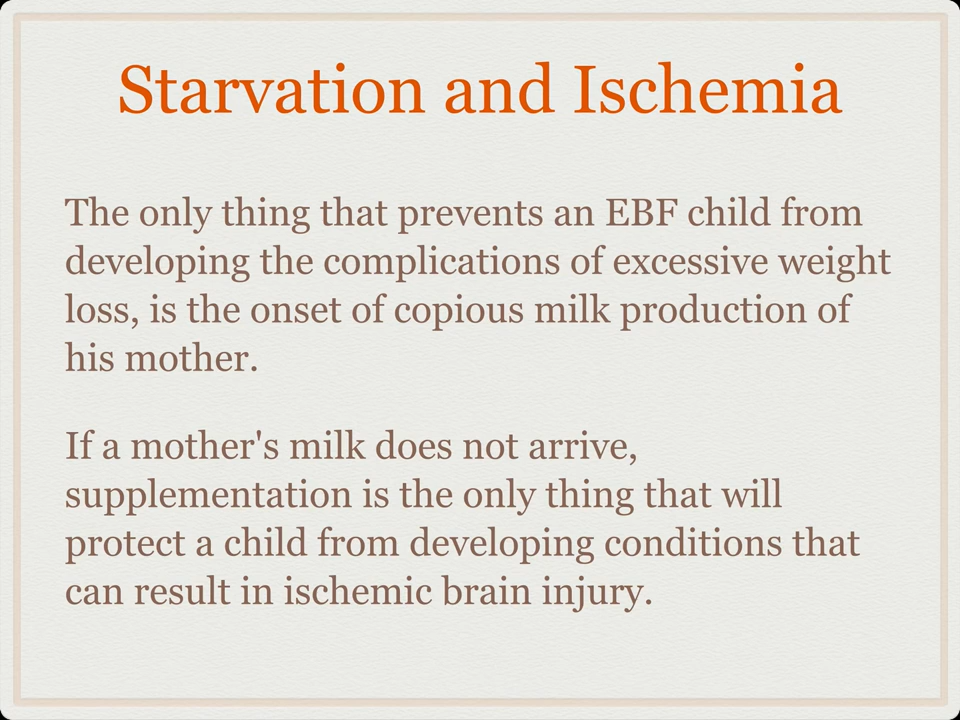 Starvation and Ischemia
The only thing that prevents an EBF child from
developing the complications of excessive weight
loss, is the onset of copious milk production of
his mother.
If a mother's milk does not arrive,
supplementation is the only thing that will
protect a child from developing conditions that
can result in ischemic brain injury.